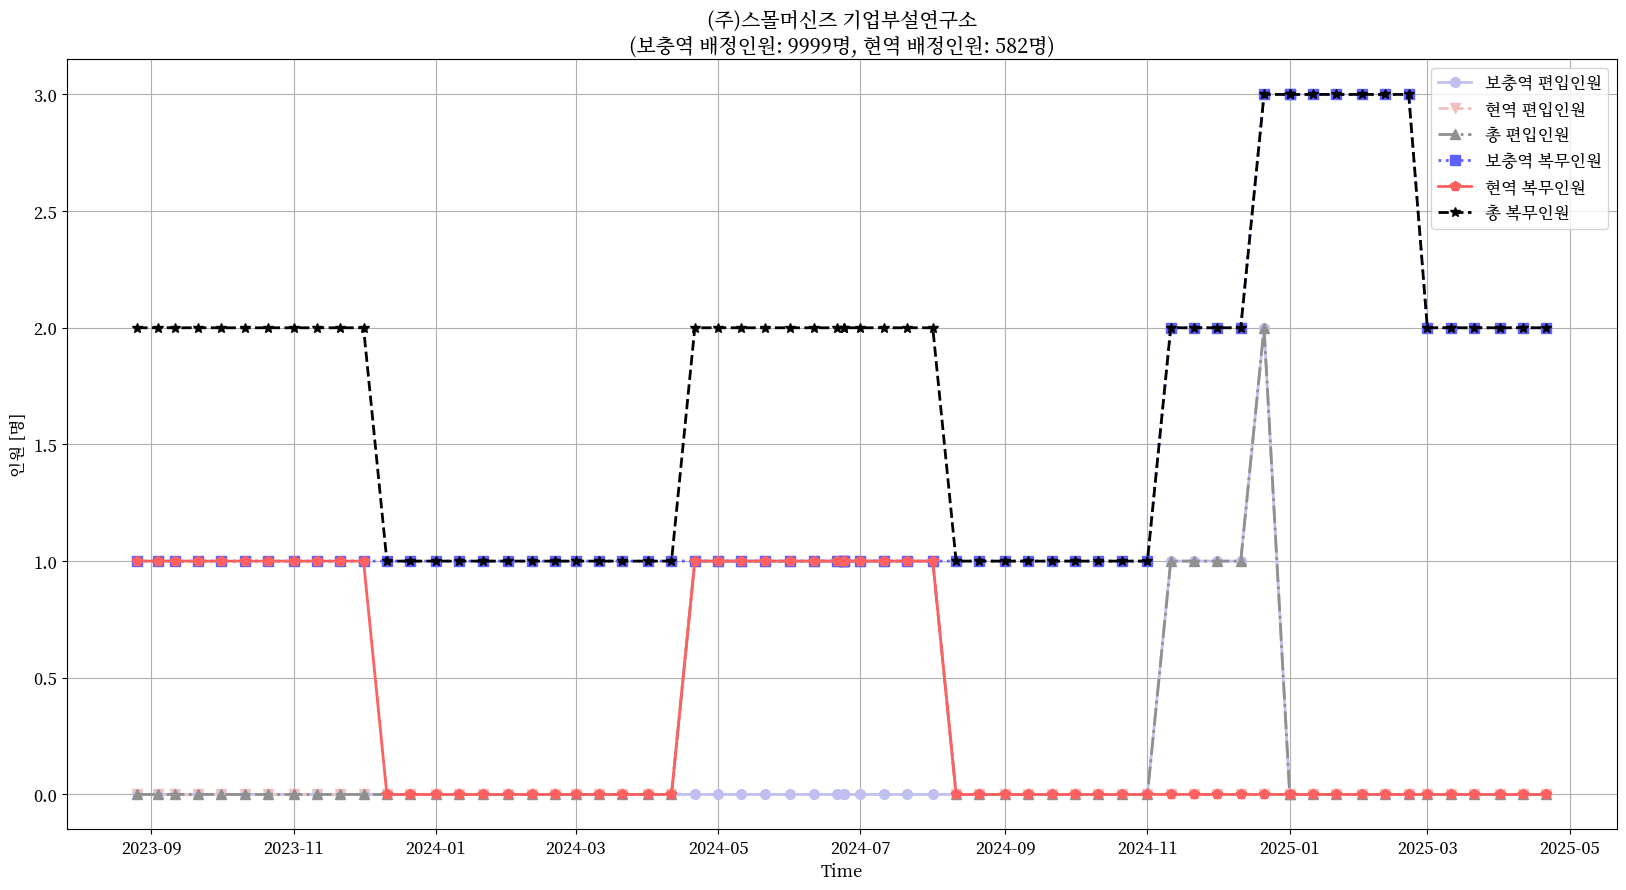 (주)스몰머신즈 기업부설연구소
(보충역 배정인원: 9999명, 현역 배정인원: 582명)
보충역 편입인원
현역 편입인원
총 편입인원
보충역 복무인원
현역 복무인원
총 복무인원
3.0
2.5
2.0
1.5
1.0
0.5
0.0
인원 [명]
2023-09
2023-11
2024-01
2024-03
2024-05
2024-07
2024-09
2024-11
2025-01
2025-03
2025-05
Time